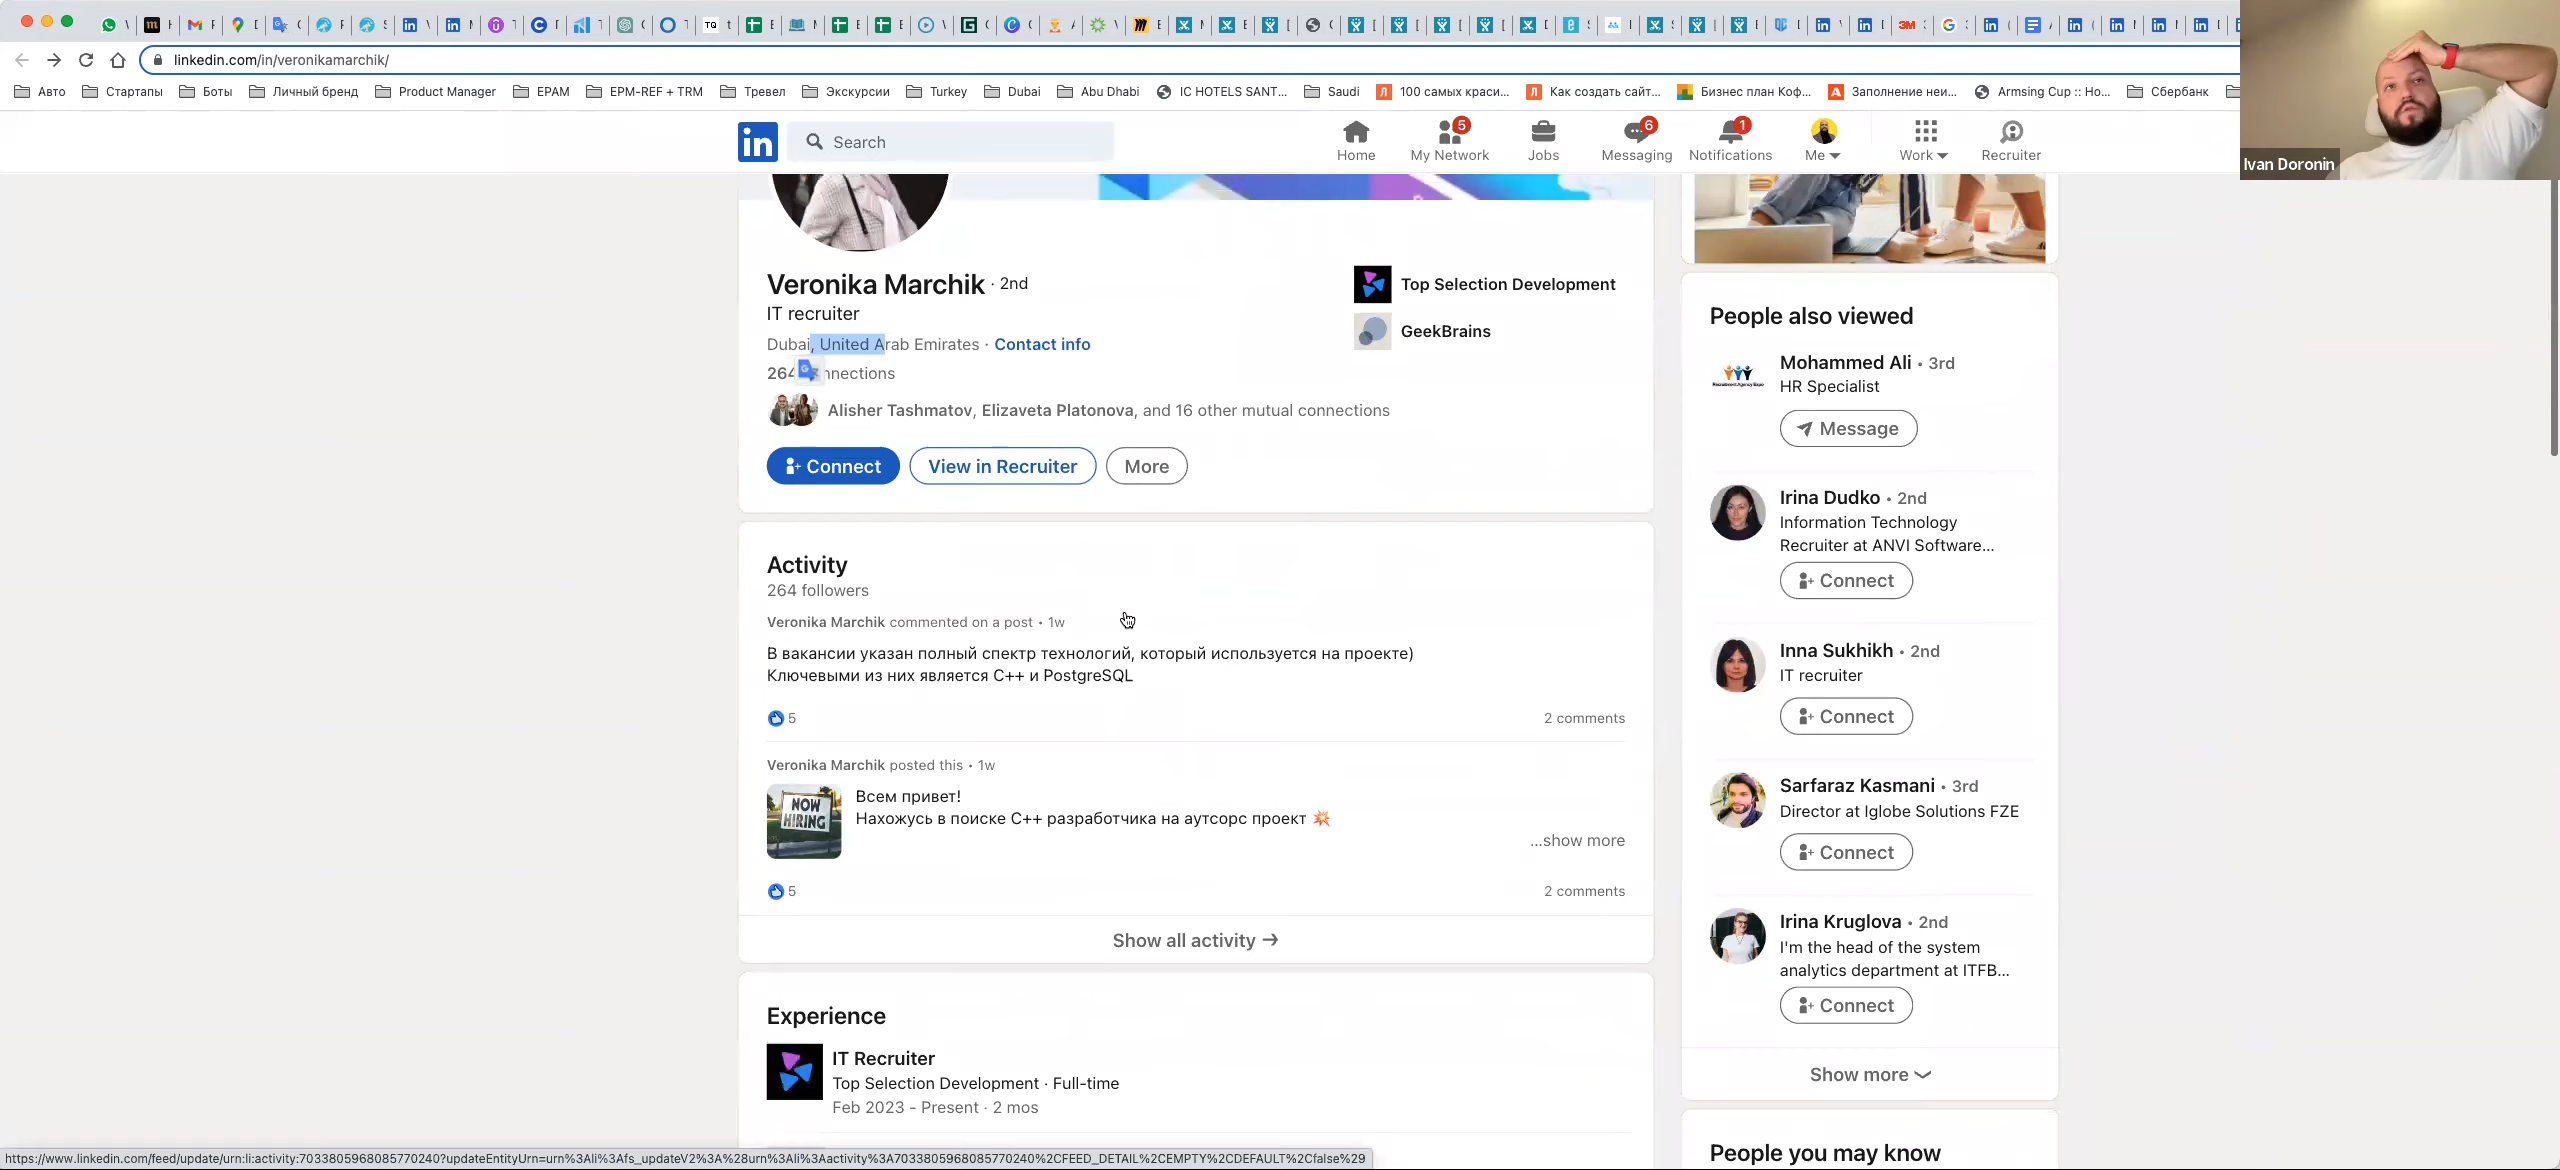 linkedin.com/in/veronikamarchik/
Авто
Стартапы
Боты
Личный бренд
Product Manager
EPAM
EPM-REF + TRM
Тревел
Экскурсии
Turkey
Dubai
Abu Dhabi
IC HOTELS SANT...
Saudi
100 самых краси...
Как создать сайт...
Бизнес план Коф...
Заполнение неи...
Armsing Cup :: Ho...
Сбербанк
Ivan Doronin
in
Search
Home
5
My Network
Jobs
6
Messaging
1
Notifications
Me
Work
Recruiter
Veronika Marchik · 2nd
IT recruiter
Dubai, United Arab Emirates · Contact info
Top Selection Development
GeekBrains
Alisher Tashmatov, Elizaveta Platonova, and 16 other mutual connections
Connect
View in Recruiter
More
Activity
264 followers
Veronika Marchik commented on a post • 1w
В вакансии указан полный спектр технологий, который используется на проекте)
Ключевыми из них является C++ и PostgreSQL
5
2 comments
Veronika Marchik posted this • 1w
NOW
HIRING
Всем привет!
Нахожусь в поиске C++ разработчика на аутсорс проект 💥
...show more
5
2 comments
Show all activity →
Experience
IT Recruiter
Top Selection Development · Full-time
Feb 2023 - Present · 2 mos
People also viewed
Mohammed Ali • 3rd
HR Specialist
Message
Irina Dudko • 2nd
Information Technology
Recruiter at ANVI Software...
Connect
Inna Sukhikh • 2nd
IT recruiter
Connect
Sarfaraz Kasmani • 3rd
Director at Iglobe Solutions FZE
Connect
Irina Kruglova • 2nd
I'm the head of the system
analytics department at ITFB...
Connect
Show more
People you may know
https://www.linkedin.com/feed/update/urn:li:activity:7033805968085770240?updateEntityUrn=urn%3Ali%3Afs_updateV2%3A%28urn%3Ali%3Aactivity%3A7033805968085770240%2CFEED_DETAIL%2CEMPTY%2CDEFAULT%2Cfalse%29